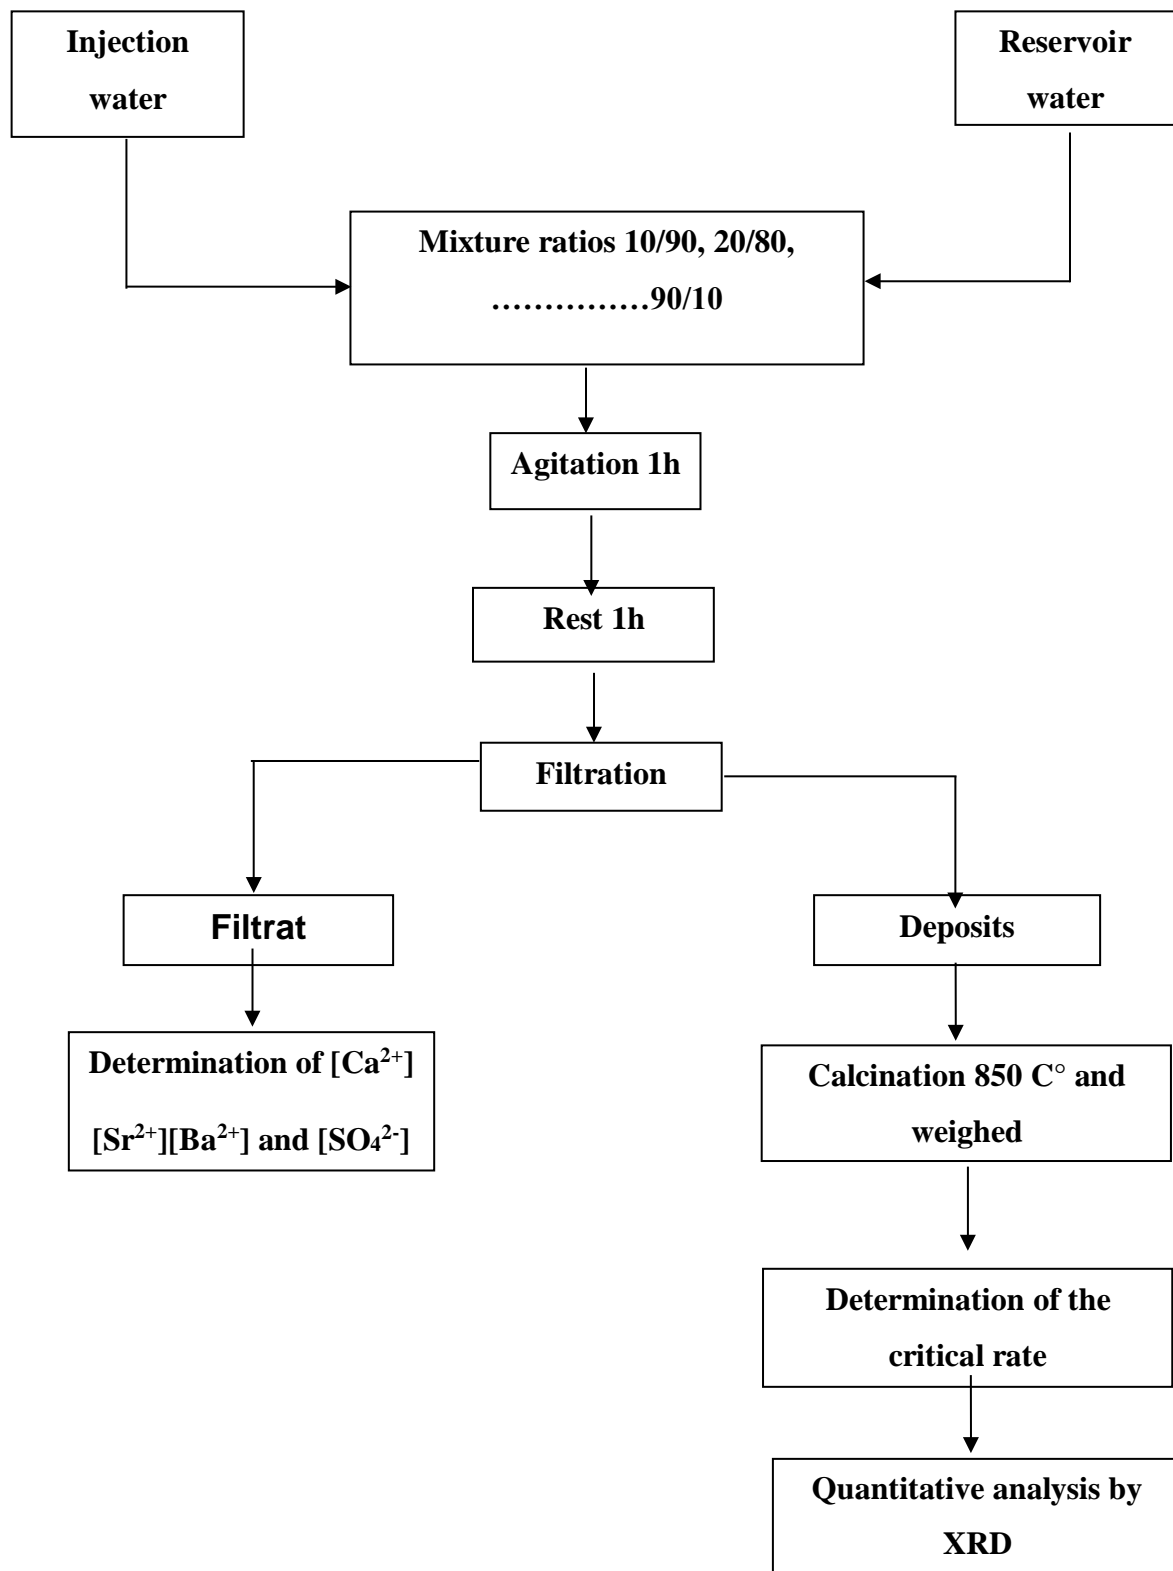 Injection
water
Reservoir
water
Mixture ratios 10/90, 20/80,
……………90/10
Agitation 1h
Rest 1h
Filtration
Filtrat
Deposits
Determination of [Ca²⁺]
[Sr²⁺][Ba²⁺] and [SO₄²⁻]
Calcination 850 C° and
weighed
Determination of the
critical rate
Quantitative analysis by
XRD